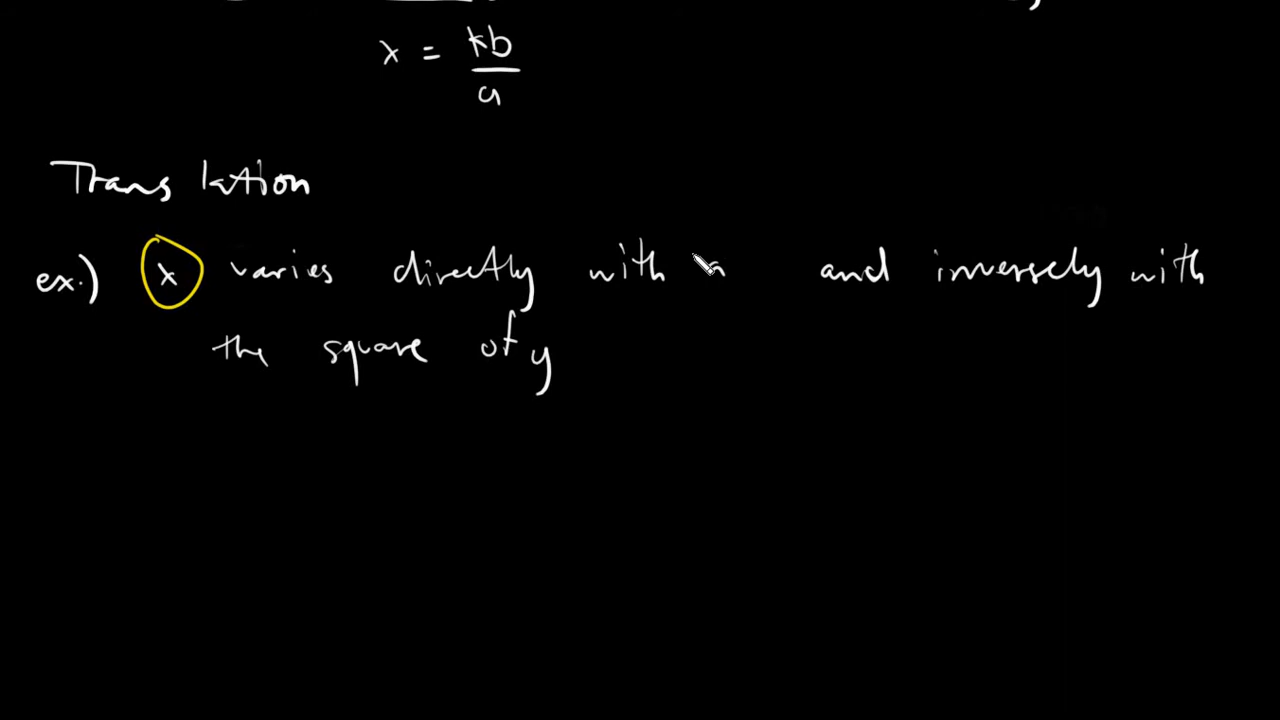 x = kb/a
Translation
ex.) x varies directly with and inversely with
the square of y